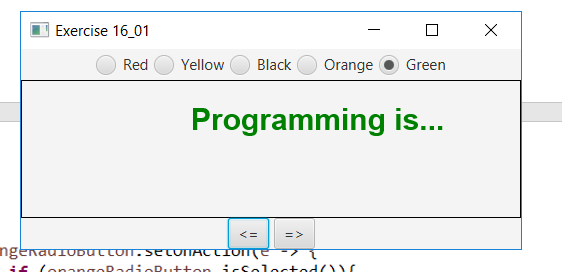 Exercise 16_01
Red Yellow Black Orange Green
Programming is...
<= =>
ngeRadioButton.setOnAction(e -> {
if (orangeRadioButton.isSelected()){